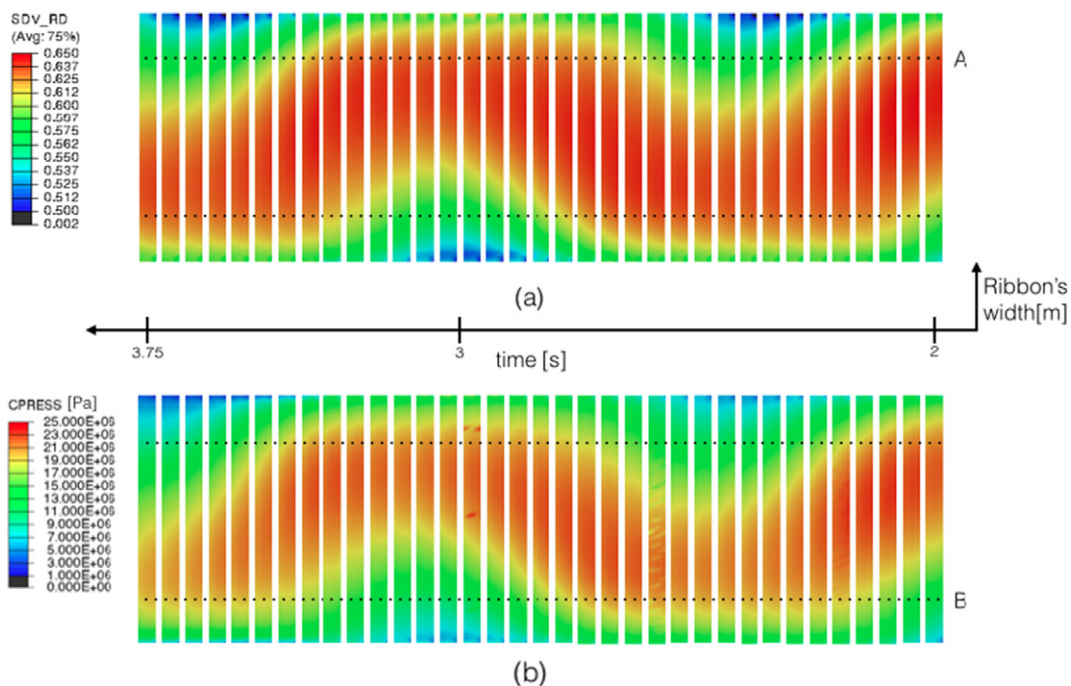 SDV_RD
(Avg: 75%)
0.650
0.637
0.625
0.612
0.600
0.587
0.575
0.562
0.550
0.537
0.525
0.512
0.500
0.002
A
(a)
Ribbon's
width[m]
3.75
3
2
time [s]
CPRESS [Pa]
25.000E+06
23.000E+06
21.000E+06
19.000E+06
17.000E+06
15.000E+06
13.000E+06
11.000E+06
9.000E+06
7.000E+06
5.000E+06
3.000E+06
1.000E+06
0.000E+00
B
(b)